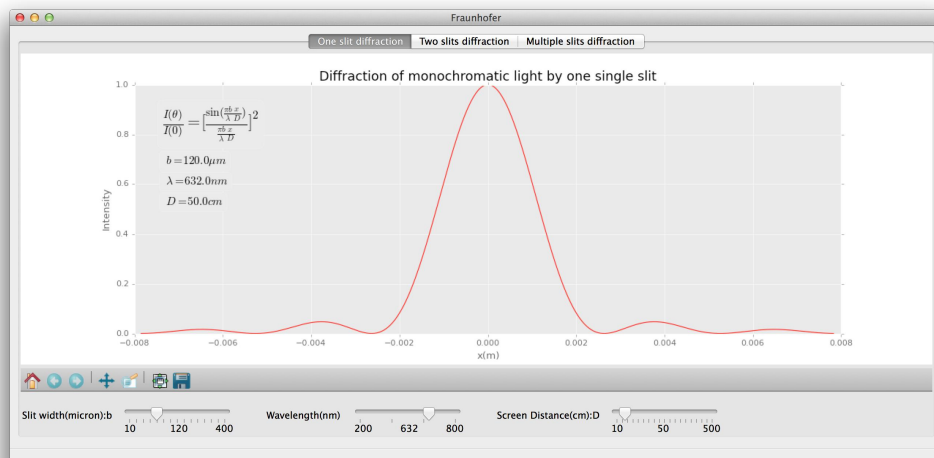 Fraunhofer
One slit diffraction Two slits diffraction Multiple slits diffraction
Diffraction of monochromatic light by one single slit
I(θ)/I(0) = [sin(πb x/λ D)/(πb x/λ D)]²
b=120.0μm
λ=632.0nm
D=50.0cm
Intensity
1.0
0.8
0.6
0.4
0.2
0.0
−0.008 −0.006 −0.004 −0.002 0.000 0.002 0.004 0.006 0.008
x(m)
Slit width(micron):b 10 120 400
Wavelength(nm) 200 632 800
Screen Distance(cm):D 10 50 500